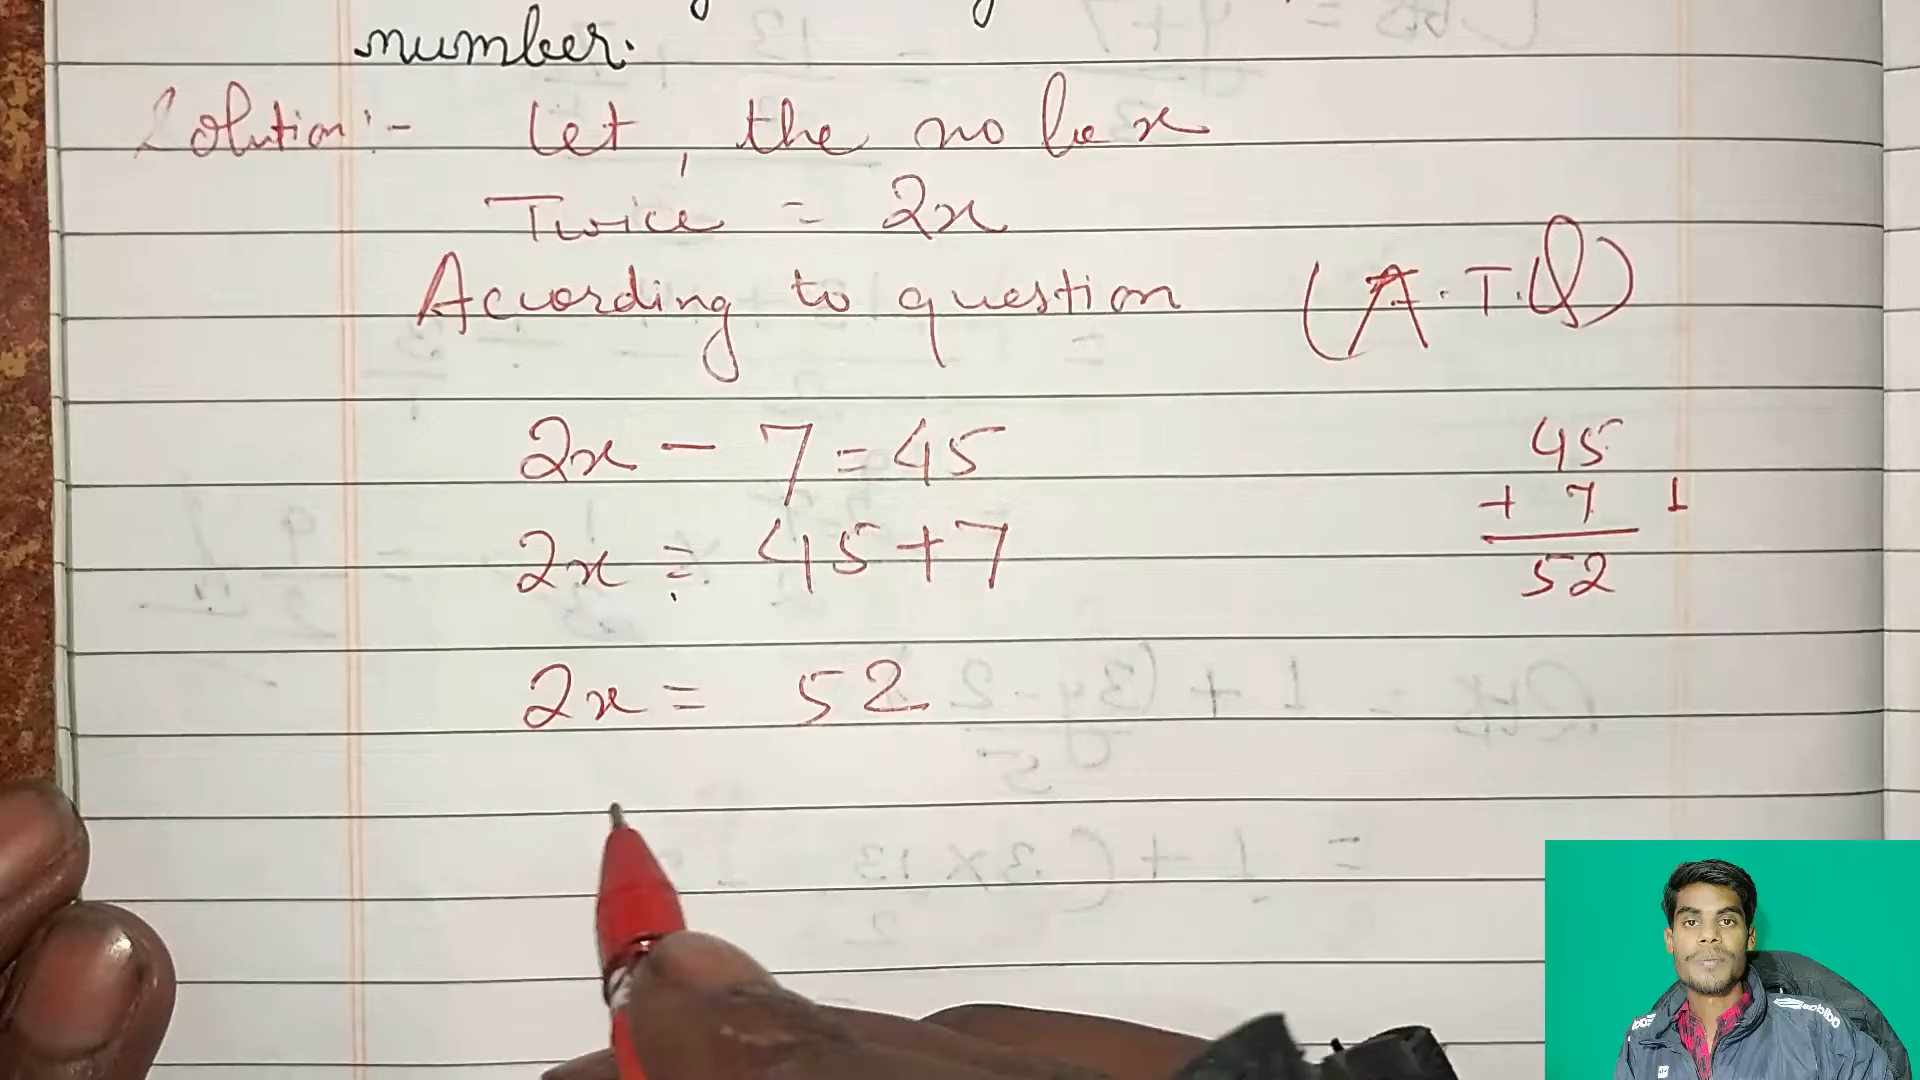 number.
Solution:- Let, the no be x
Twice = 2x
According to question (A.T.Q)
2x - 7 = 45
2x = 45+7
2x = 52
45
+ 7 1
52